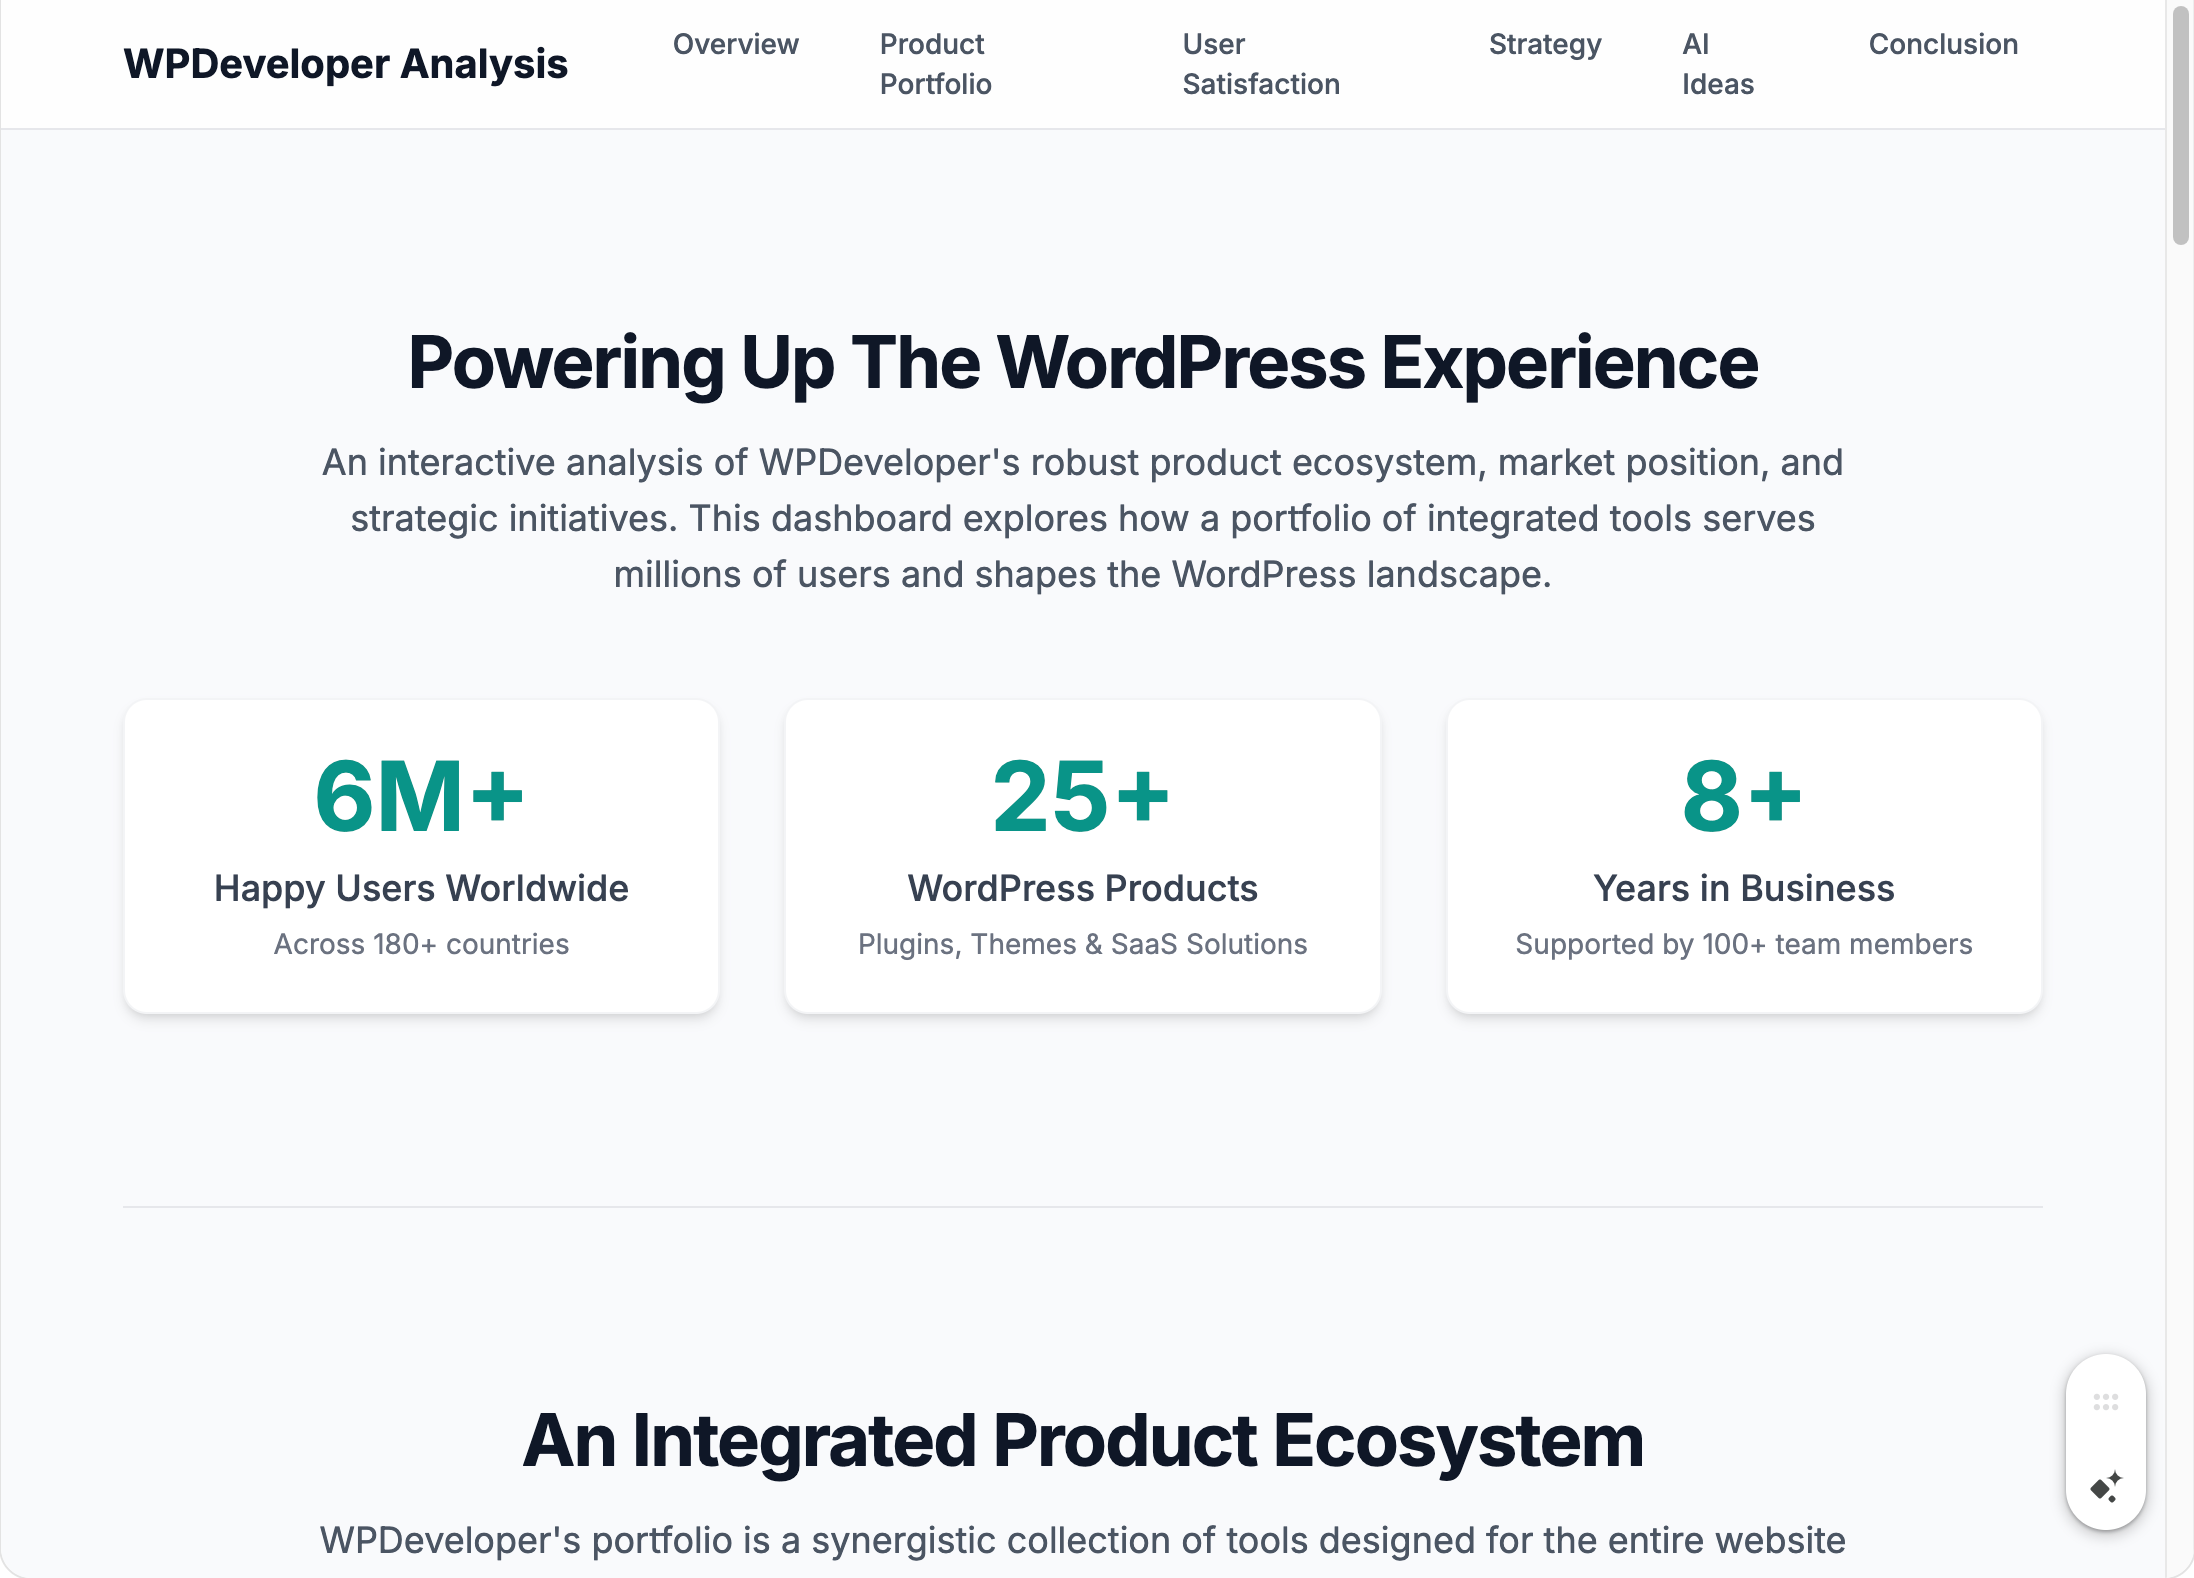 WPDeveloper Analysis
Overview
Product
Portfolio
User
Satisfaction
Strategy
AI
Ideas
Conclusion
Powering Up The WordPress Experience
An interactive analysis of WPDeveloper's robust product ecosystem, market position, and
strategic initiatives. This dashboard explores how a portfolio of integrated tools serves
millions of users and shapes the WordPress landscape.
6M+
Happy Users Worldwide
Across 180+ countries
25+
WordPress Products
Plugins, Themes & SaaS Solutions
8+
Years in Business
Supported by 100+ team members
An Integrated Product Ecosystem
WPDeveloper's portfolio is a synergistic collection of tools designed for the entire website